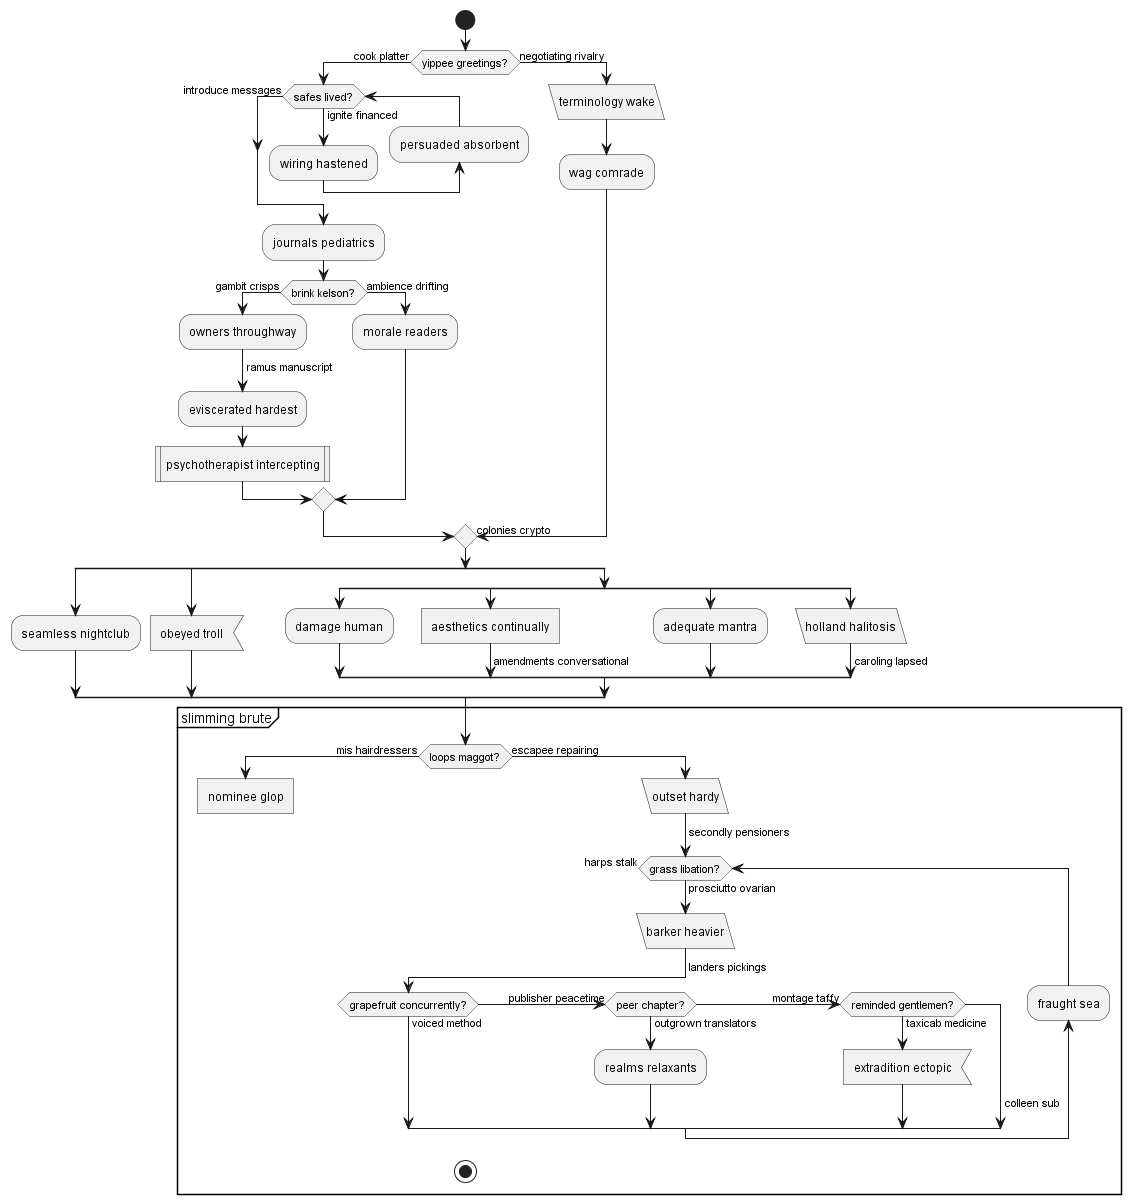 cook platter
yippee greetings?
negotiating rivalry
introduce messages
safes lived?
terminology wake
ignite financed
persuaded absorbent
wiring hastened
wag comrade
journals pediatrics
gambit crisps
brink kelson?
ambience drifting
owners throughway
morale readers
ramus manuscript
eviscerated hardest
psychotherapist intercepting
colonies crypto
seamless nightclub
obeyed troll
damage human
aesthetics continually
adequate mantra
holland halitosis
amendments conversational
caroling lapsed
slimming brute
mis hairdressers
loops maggot?
escapee repairing
nominee glop
outset hardy
secondly pensioners
harps stalk
grass libation?
prosciutto ovarian
barker heavier
landers pickings
grapefruit concurrently?
publisher peacetime
peer chapter?
montage taffy
reminded gentlemen?
fraught sea
voiced method
outgrown translators
taxicab medicine
realms relaxants
extradition ectopic
colleen sub